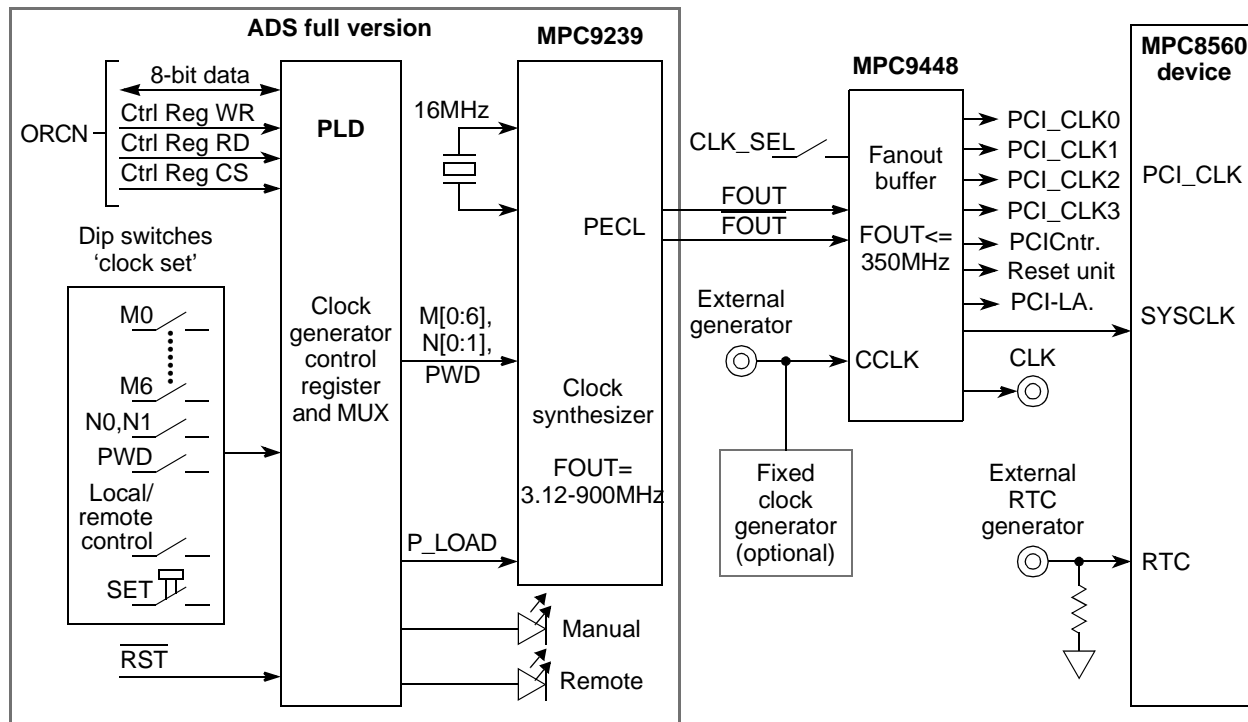 ADS full version
MPC9239
MPC8560
device
MPC9448
ORCN
8-bit data
Ctrl Reg WR
Ctrl Reg RD
Ctrl Reg CS
PLD
16MHz
CLK_SEL
Fanout
buffer
FOUT<=
350MHz
PCI_CLK0
PCI_CLK1
PCI_CLK2
PCI_CLK3
PCICntr.
Reset unit
PCI-LA.
PCI_CLK
SYSCLK
PECL
FOUT
FOUT
Dip switches
'clock set'
M0
M6
N0,N1
PWD
Local/
remote
control
SET
RST
Clock
generator
control
register
and MUX
M[0:6],
N[0:1],
PWD
Clock
synthesizer
FOUT=
3.12-900MHz
P_LOAD
Manual
Remote
External
generator
CCLK
CLK
Fixed
clock
generator
(optional)
External
RTC
generator
RTC